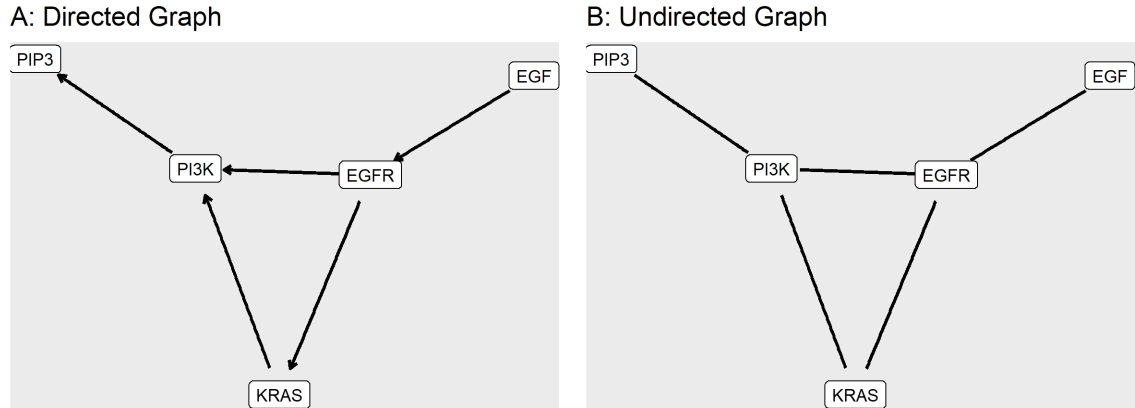 A: Directed Graph
PIP3
EGF
PI3K
EGFR
KRAS
B: Undirected Graph
PIP3
EGF
PI3K
EGFR
KRAS